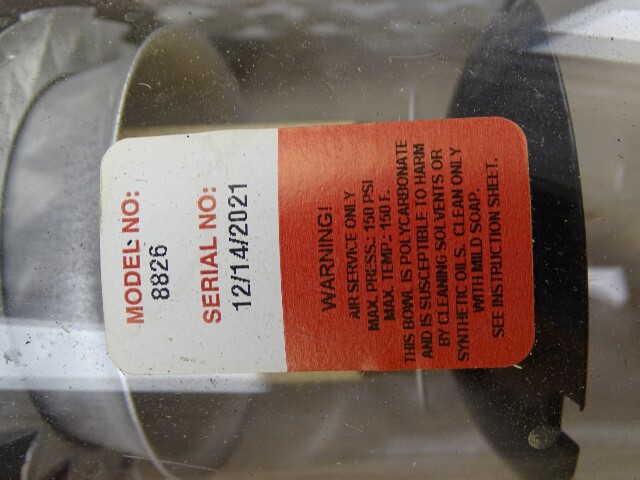 MODEL NO:
8826
SERIAL NO:
12/14/2021
WARNING!
AIR SERVICE ONLY
MAX. PRESS.: 150 PSI
MAX. TEMP.: 150 F.
THIS BOWL IS POLYCARBONATE
AND IS SUSCEPTIBLE TO HARM
BY CLEANING SOLVENTS OR
SYNTHETIC OILS. CLEAN ONLY
WITH MILD SOAP.
SEE INSTRUCTION SHEET.